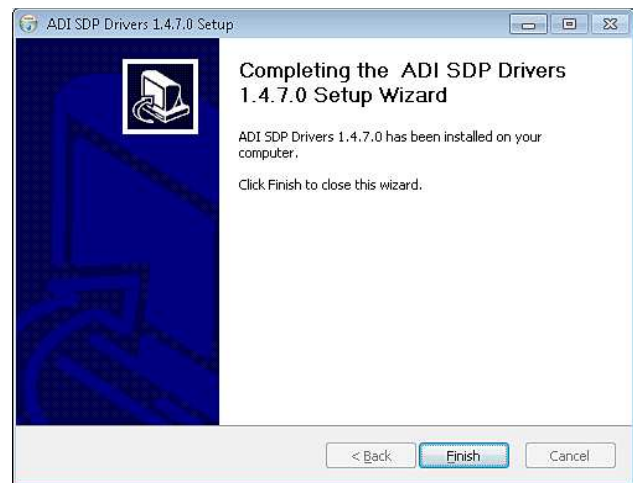 ADI SDP Drivers 1.4.7.0 Setup
Completing the ADI SDP Drivers
1.4.7.0 Setup Wizard
ADI SDP Drivers 1.4.7.0 has been installed on your
computer.
Click Finish to close this wizard.
< Back
Finish
Cancel